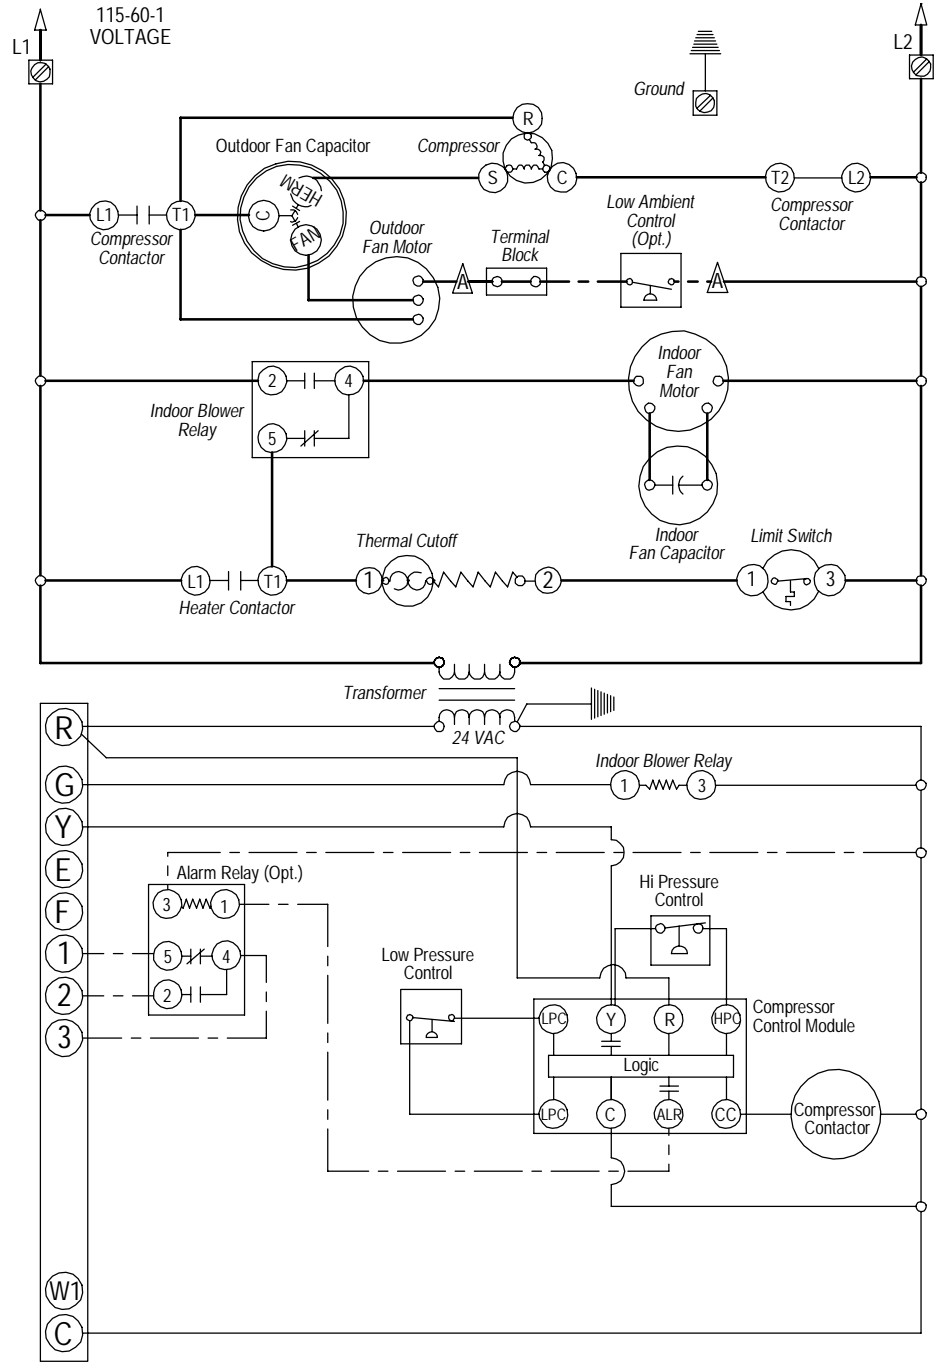 115-60-1
VOLTAGE
L1
L2
Ground
R
Outdoor Fan Capacitor
Compressor
HERM
S
C
T2
L2
C
Low Ambient
Control
(Opt.)
Compressor
Contactor
L1
T1
Compressor
Contactor
FAN
Outdoor
Fan Motor
Terminal
Block
A
A
Indoor
Fan
Motor
2
4
Indoor Blower
Relay
5
Indoor
Fan Capacitor
Thermal Cutoff
Limit Switch
L1
T1
1
2
1
3
Heater Contactor
Transformer
24 VAC
R
Indoor Blower Relay
G
1
3
Y
E
Alarm Relay (Opt.)
Hi Pressure
Control
F
3
1
1
5
4
Low Pressure
Control
2
2
3
LPC
Y
R
HPC
Compressor
Control Module
Logic
LPC
C
ALR
CC
Compressor
Contactor
W1
C